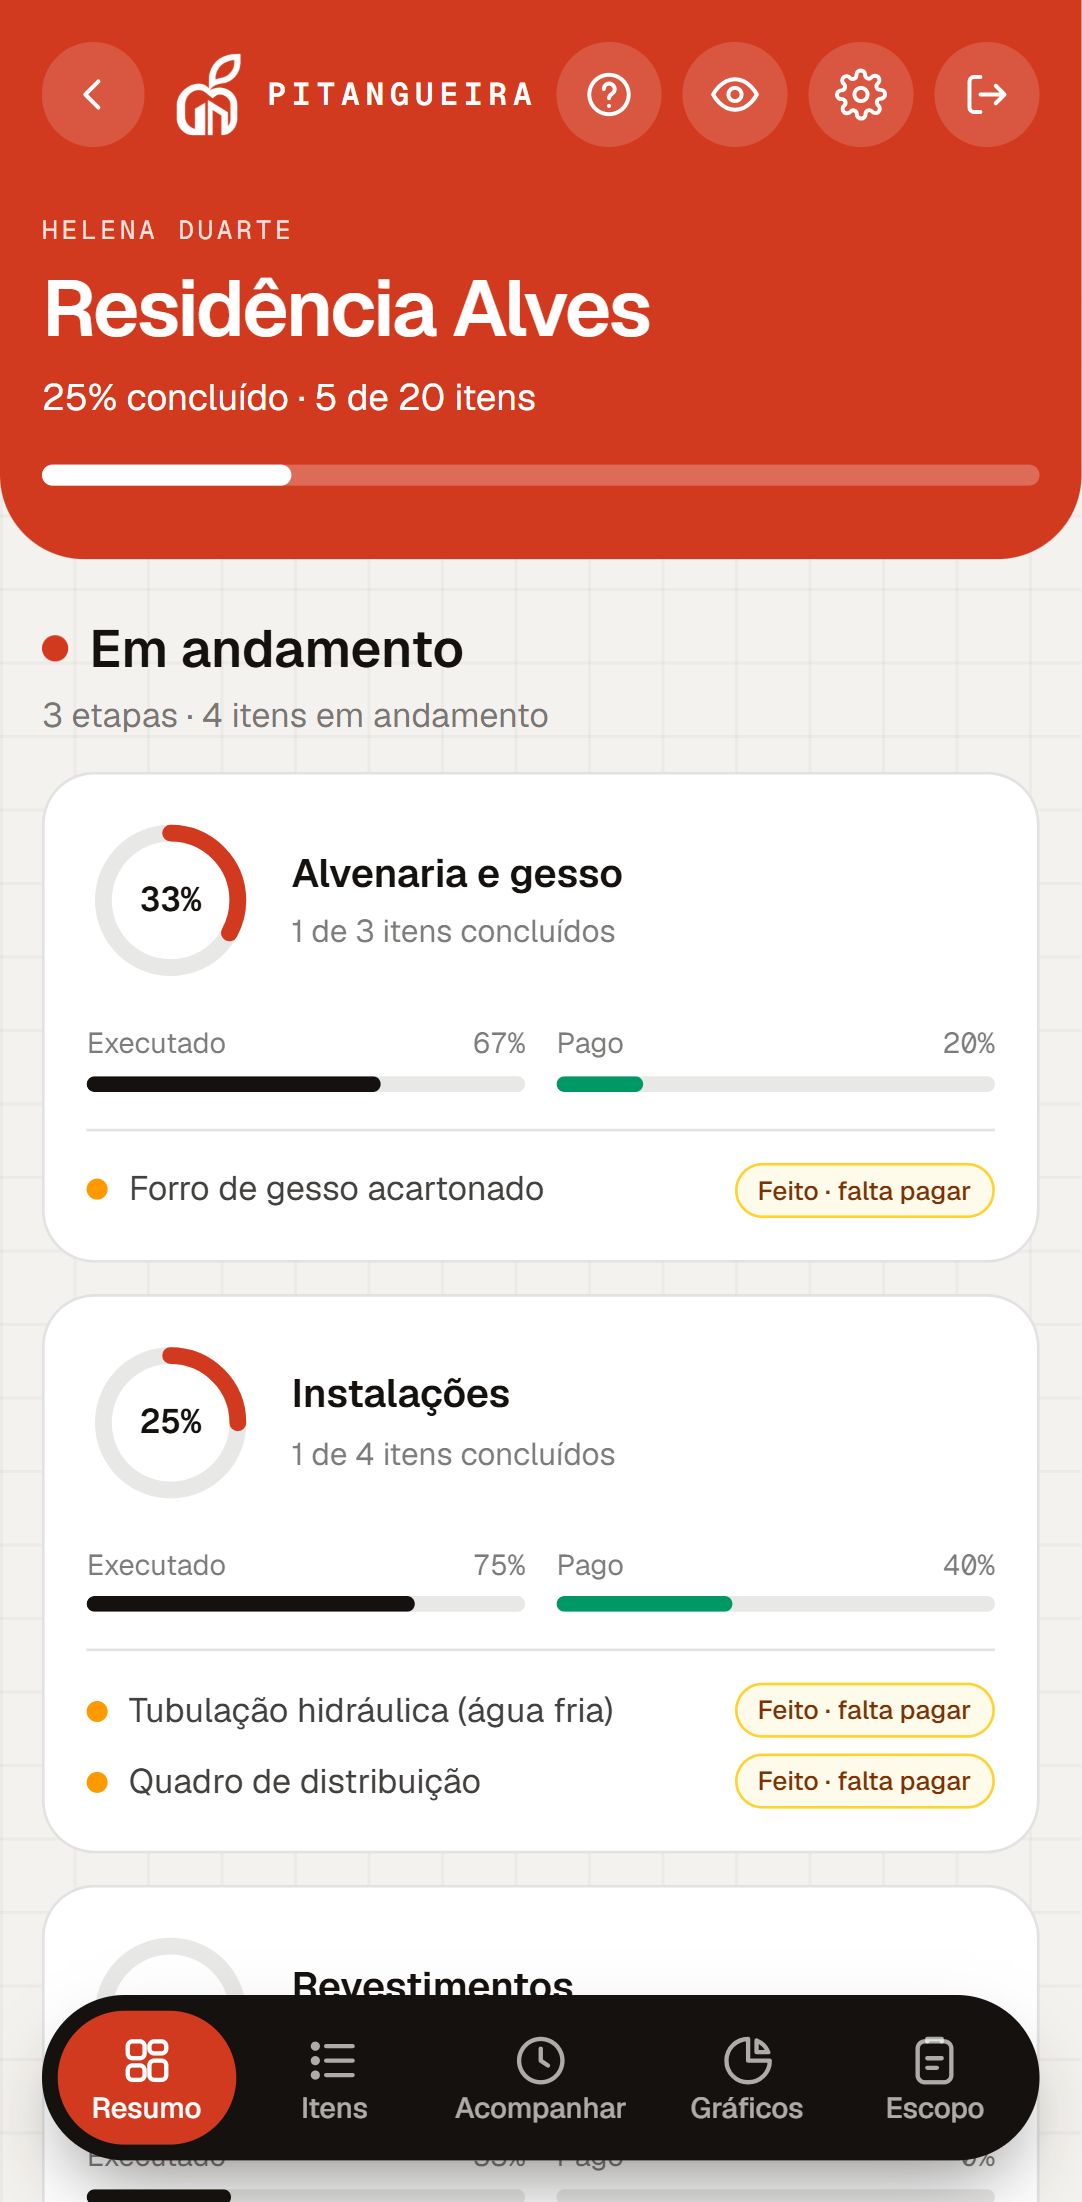 PITANGUEIRA
HELENA DUARTE
Residência Alves
25% concluído · 5 de 20 itens
Em andamento
3 etapas · 4 itens em andamento
33%
Alvenaria e gesso
1 de 3 itens concluídos
Executado 67% Pago 20%
Forro de gesso acartonado Feito · falta pagar
25%
Instalações
1 de 4 itens concluídos
Executado 75% Pago 40%
Tubulação hidráulica (água fria) Feito · falta pagar
Quadro de distribuição Feito · falta pagar
Revestimentos
Resumo Itens Acompanhar Gráficos Escopo
Executado Pago